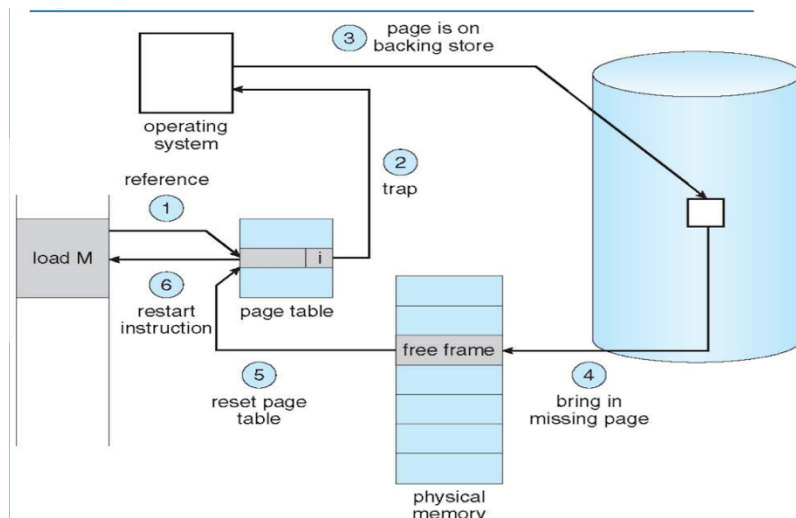 3
page is on
backing store
operating
system
2
trap
reference
1
load M
i
6
restart
instruction
page table
free frame
5
reset page
table
4
bring in
missing page
physical
memory